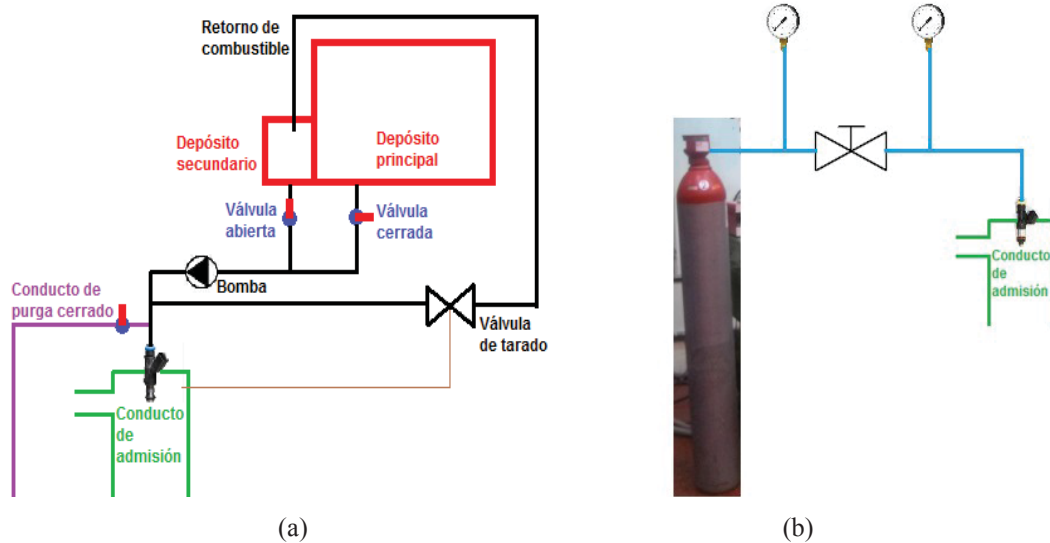 Retorno de
combustible
Depósito
secundario
Depósito
principal
Válvula
abierta
Válvula
cerrada
Bomba
Conducto de
purga cerrado
Válvula
de tarado
Conducto
de
admisión
(a)
Conducto
de
admisión
(b)